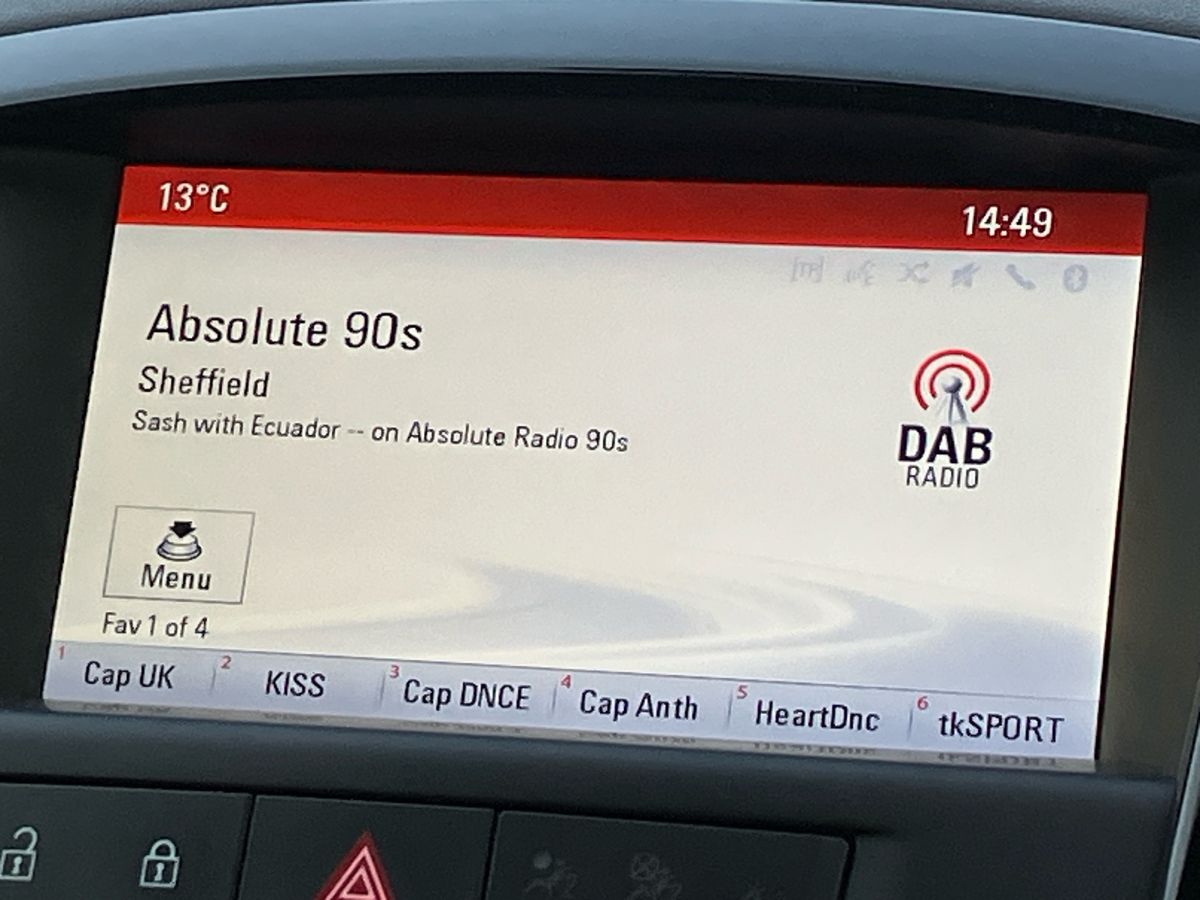 13°C 14:49
[TP]
Absolute 90s
Sheffield
Sash with Ecuador -- on Absolute Radio 90s
DAB
RADIO
Menu
Fav 1 of 4
1 Cap UK 2 KISS 3 Cap DNCE 4 Cap Anth 5 HeartDnc 6 tkSPORT